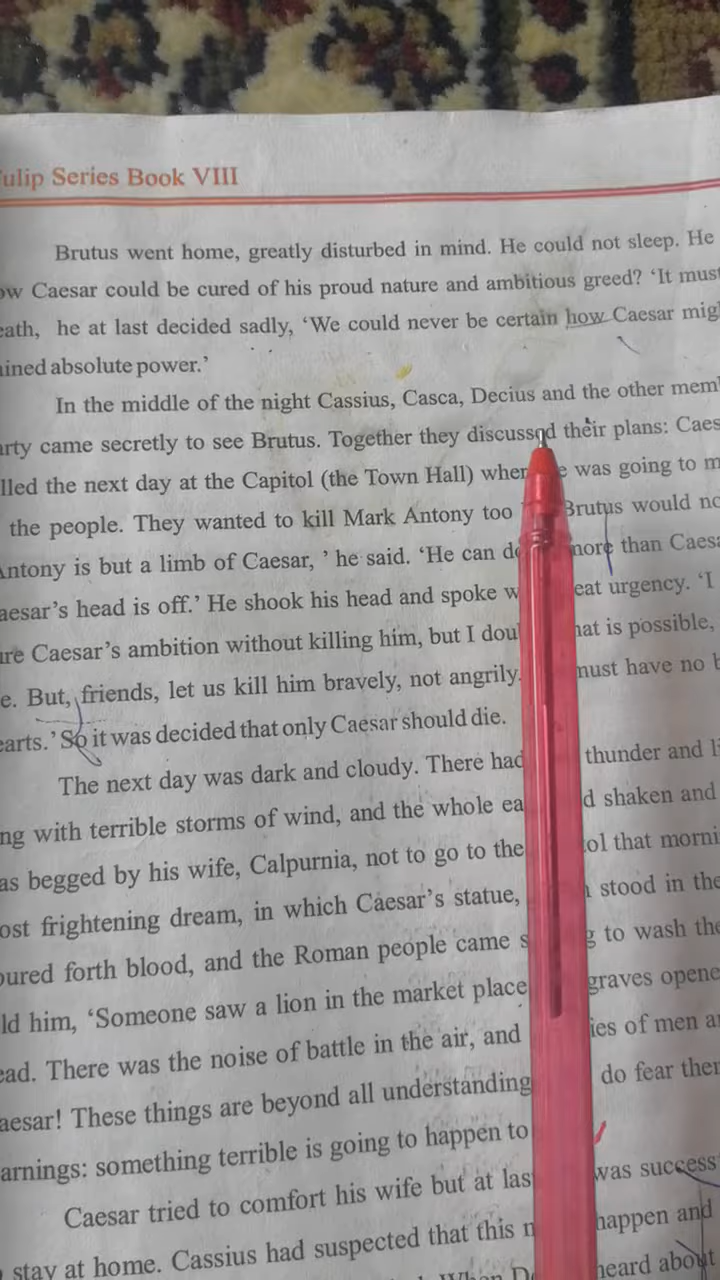 ulip Series Book VIII
Brutus went home, greatly disturbed in mind. He could not sleep. He
ow Caesar could be cured of his proud nature and ambitious greed? ‘It must
eath, he at last decided sadly, ‘We could never be certain how Caesar mig
ained absolute power.’
In the middle of the night Cassius, Casca, Decius and the other mem
arty came secretly to see Brutus. Together they discussed their plans: Caes
lled the next day at the Capitol (the Town Hall) wher e was going to m
the people. They wanted to kill Mark Antony too Brutus would no
Antony is but a limb of Caesar, ’ he said. ‘He can d more than Caesa
aesar’s head is off.’ He shook his head and spoke w eat urgency. ‘I
ure Caesar’s ambition without killing him, but I dou hat is possible,
e. But, friends, let us kill him bravely, not angrily. must have no b
earts.’ So it was decided that only Caesar should die.
The next day was dark and cloudy. There had thunder and li
ng with terrible storms of wind, and the whole ea d shaken and
as begged by his wife, Calpurnia, not to go to the ol that morni
ost frightening dream, in which Caesar’s statue, stood in the
oured forth blood, and the Roman people came s g to wash the
ld him, ‘Someone saw a lion in the market place graves opene
ead. There was the noise of battle in the air, and ies of men a
aesar! These things are beyond all understanding do fear the
arnings: something terrible is going to happen to
Caesar tried to comfort his wife but at las was success
stay at home. Cassius had suspected that this happen and
heard about